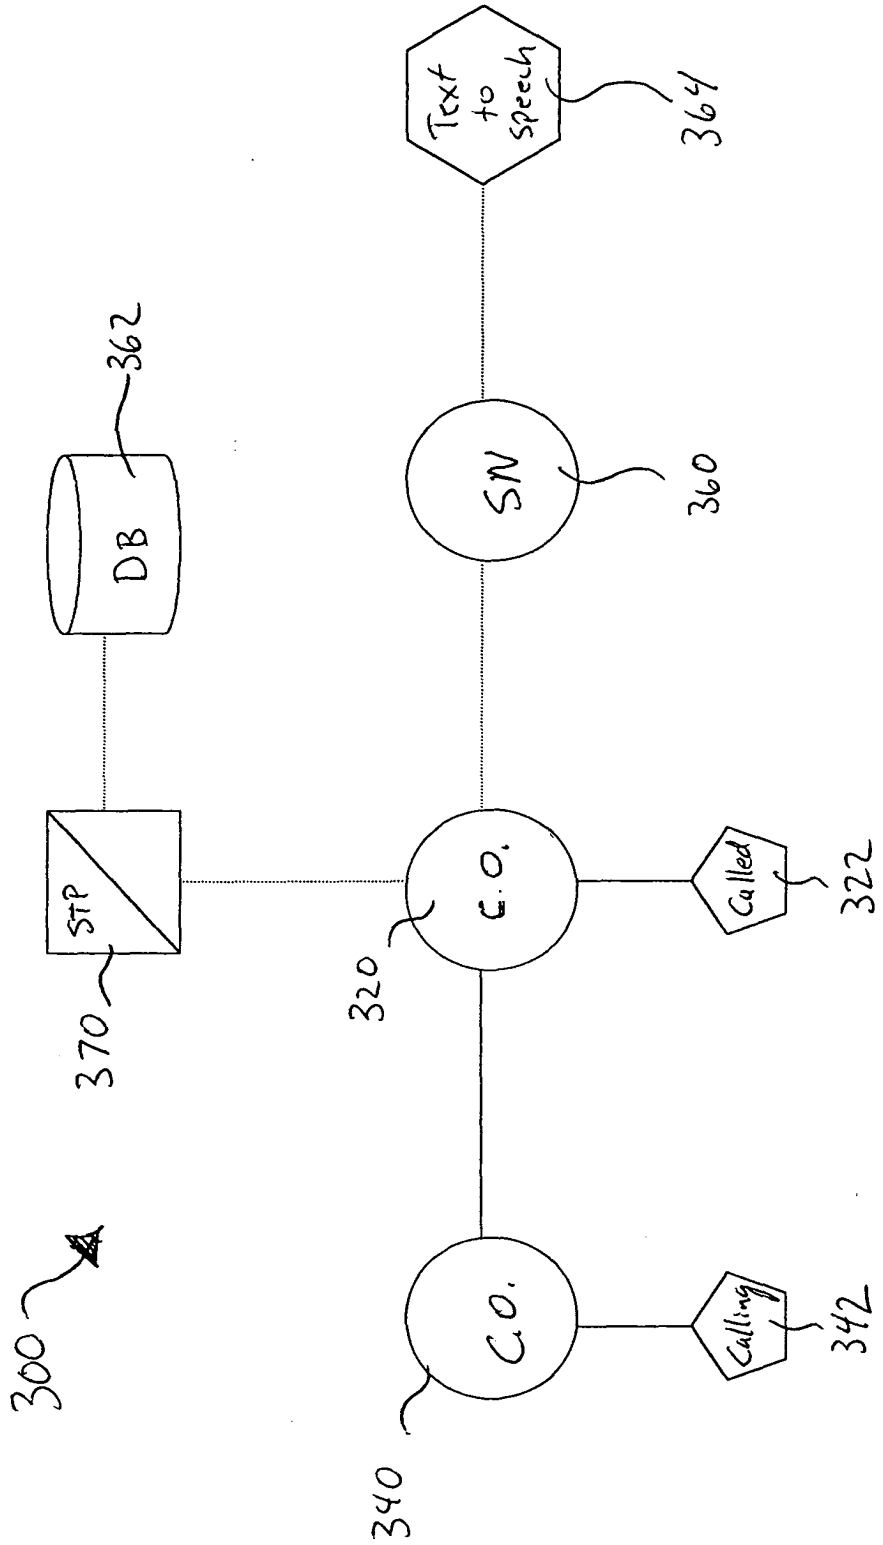 300
370
STP
DB
362
340
C.O.
320
C.O.
SN
360
Text
to
speech
364
Calling
342
Called
322